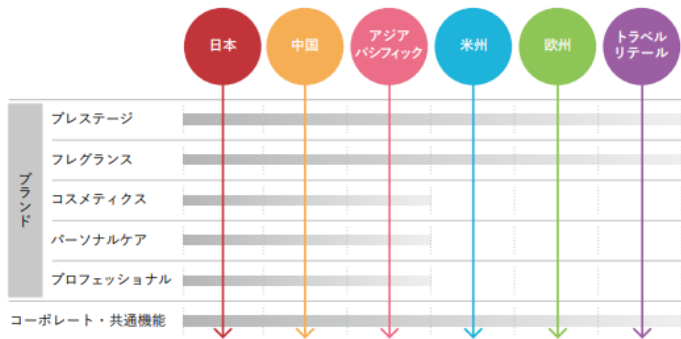 日本
中国
アジア
パシフィック
米州
欧州
トラベル
リテール
ブランド
プレステージ
フレグランス
コスメティクス
パーソナルケア
プロフェッショナル
コーポレート・共通機能